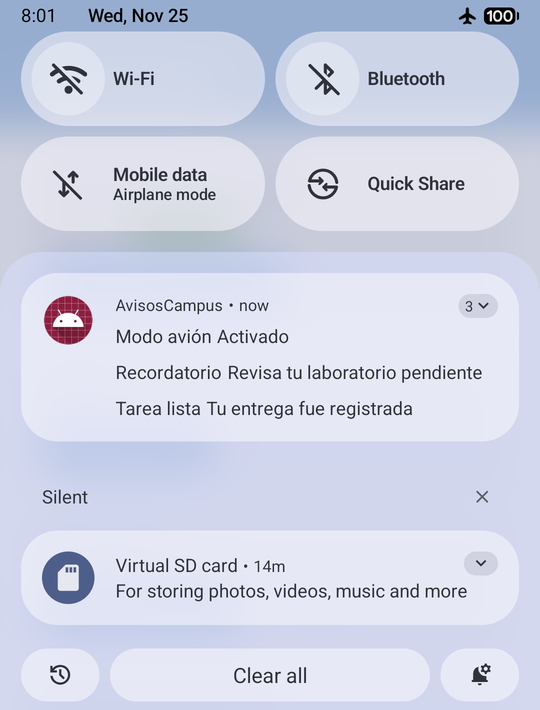 8:01 Wed, Nov 25 100
Wi-Fi Bluetooth
Mobile data
Airplane mode
Quick Share
AvisosCampus • now 3
Modo avión Activado
Recordatorio Revisa tu laboratorio pendiente
Tarea lista Tu entrega fue registrada
Silent
Virtual SD card • 14m
For storing photos, videos, music and more
Clear all